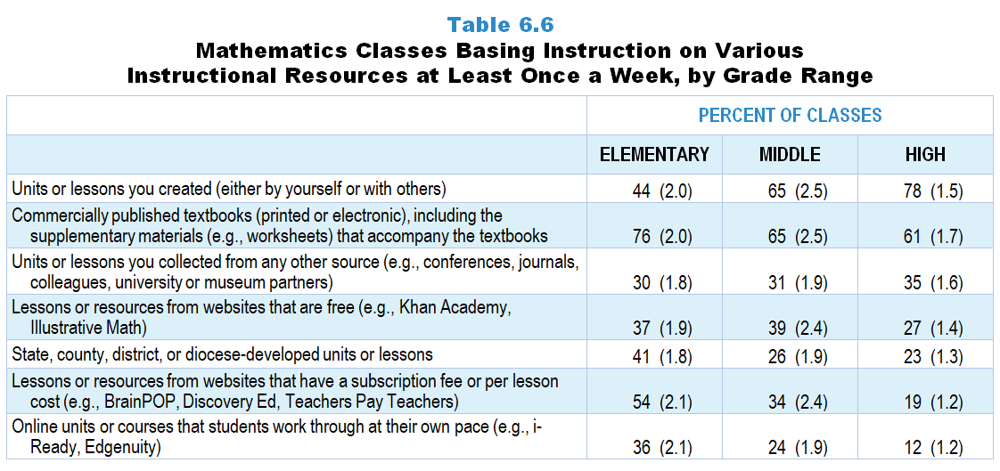 Table 6.6
Mathematics Classes Basing Instruction on Various
Instructional Resources at Least Once a Week, by Grade Range
PERCENT OF CLASSES
ELEMENTARY MIDDLE HIGH
Units or lessons you created (either by yourself or with others) 44 (2.0) 65 (2.5) 78 (1.5)
Commercially published textbooks (printed or electronic), including the
supplementary materials (e.g., worksheets) that accompany the textbooks 76 (2.0) 65 (2.5) 61 (1.7)
Units or lessons you collected from any other source (e.g., conferences, journals,
colleagues, university or museum partners) 30 (1.8) 31 (1.9) 35 (1.6)
Lessons or resources from websites that are free (e.g., Khan Academy,
Illustrative Math) 37 (1.9) 39 (2.4) 27 (1.4)
State, county, district, or diocese-developed units or lessons 41 (1.8) 26 (1.9) 23 (1.3)
Lessons or resources from websites that have a subscription fee or per lesson
cost (e.g., BrainPOP, Discovery Ed, Teachers Pay Teachers) 54 (2.1) 34 (2.4) 19 (1.2)
Online units or courses that students work through at their own pace (e.g., i-
Ready, Edgenuity) 36 (2.1) 24 (1.9) 12 (1.2)